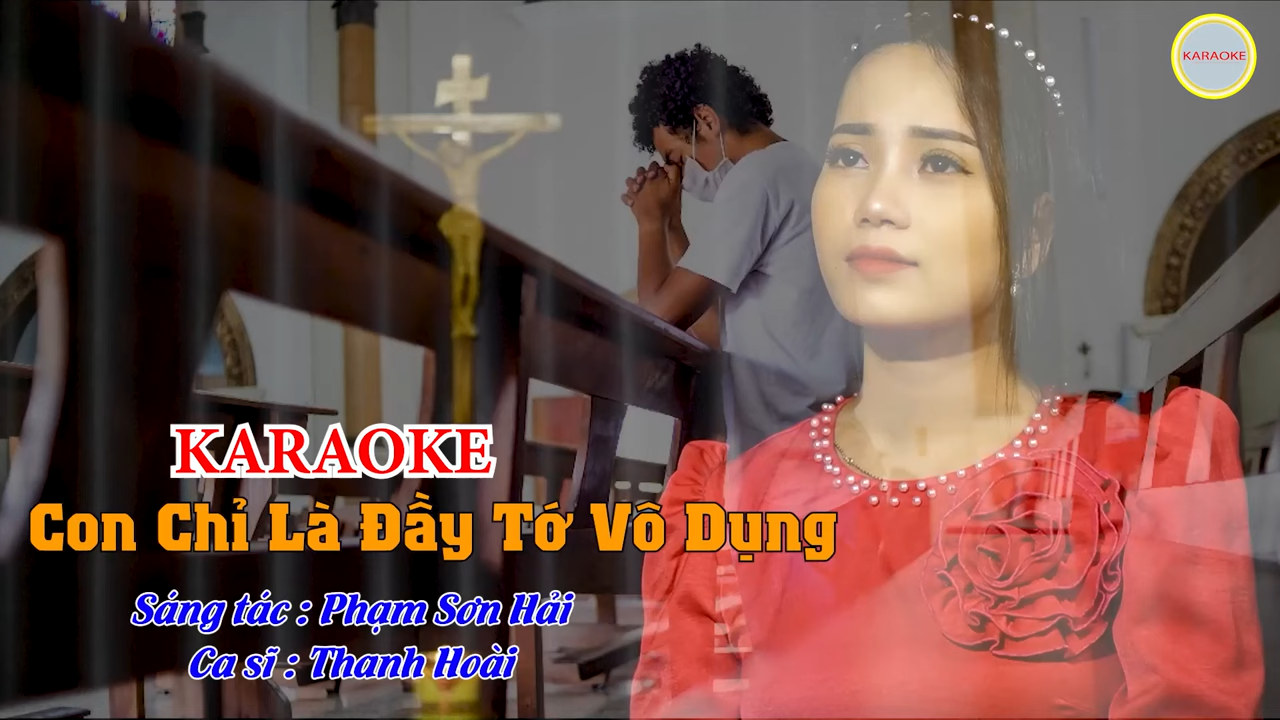 KARAOKE
KARAOKE
Con Chỉ Là Đầy Tớ Vô Dụng
Sáng tác : Phạm Sơn Hải
Ca sĩ : Thanh Hoài